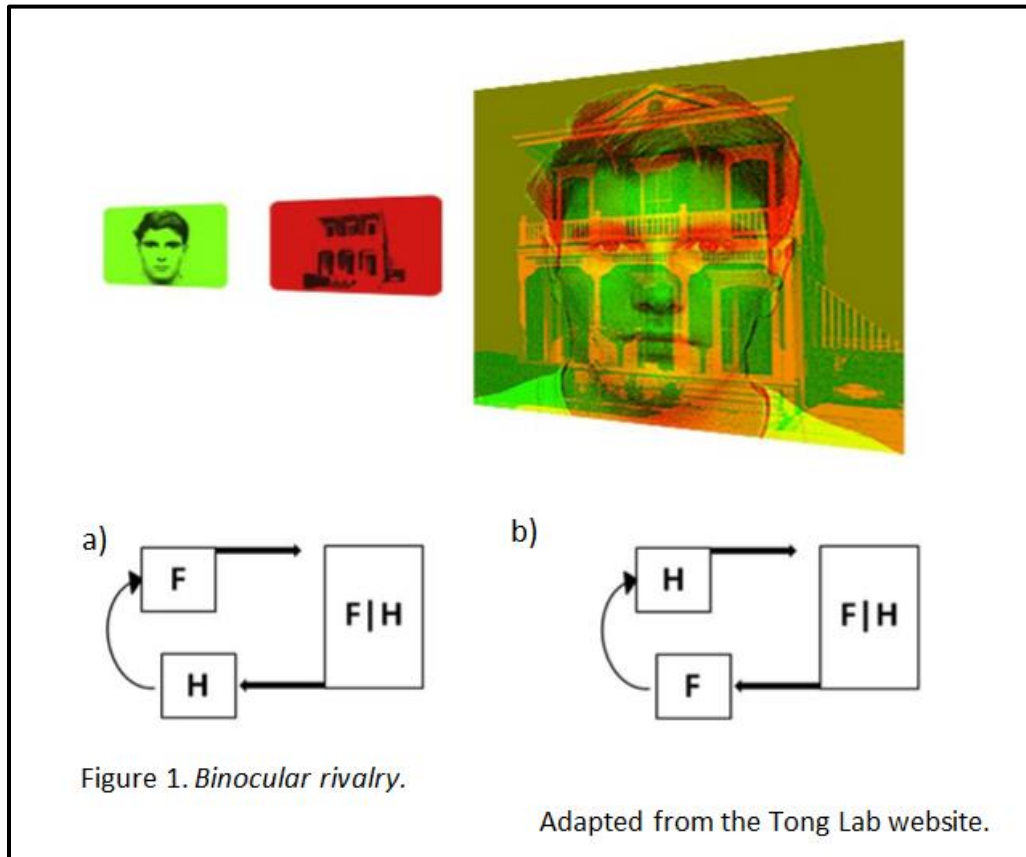 a)
b)
F
F|H
H
H
F|H
F
Figure 1. Binocular rivalry.
Adapted from the Tong Lab website.